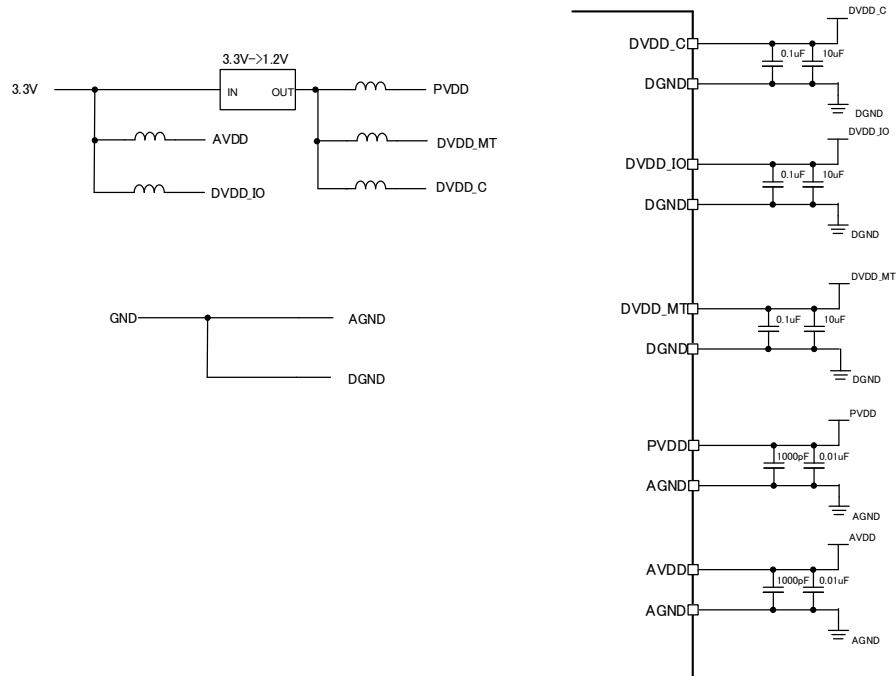 3.3V
3.3V->1.2V
IN OUT
PVDD
AVDD
DVDD_MT
DVDD_IO
DVDD_C
GND
AGND
DGND
DVDD_C
DVDD_C
0.1uF 10uF
DGND
DGND
DVDD_IO
DVDD_IO
0.1uF 10uF
DGND
DGND
DVDD_MT
DVDD_MT
0.1uF 10uF
DGND
DGND
PVDD
PVDD
1000pF 0.01uF
AGND
AGND
AVDD
AVDD
1000pF 0.01uF
AGND
AGND